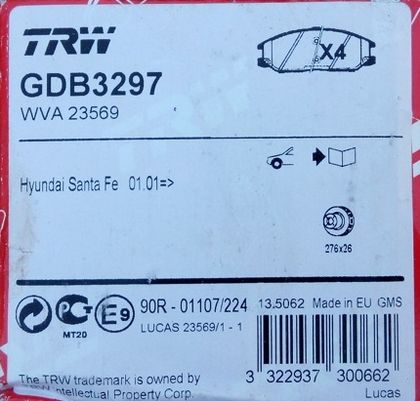 TRW
X4
GDB3297
WVA 23569
Hyundai Santa Fe 01.01=>
276x26
MT20
E9
90R - 01107/224 13.5062 Made in EU GMS
LUCAS 23569/1 - 1
The TRW trademark is owned by
TRW Intellectual Property Corp.
3 322937 300662
Lucas